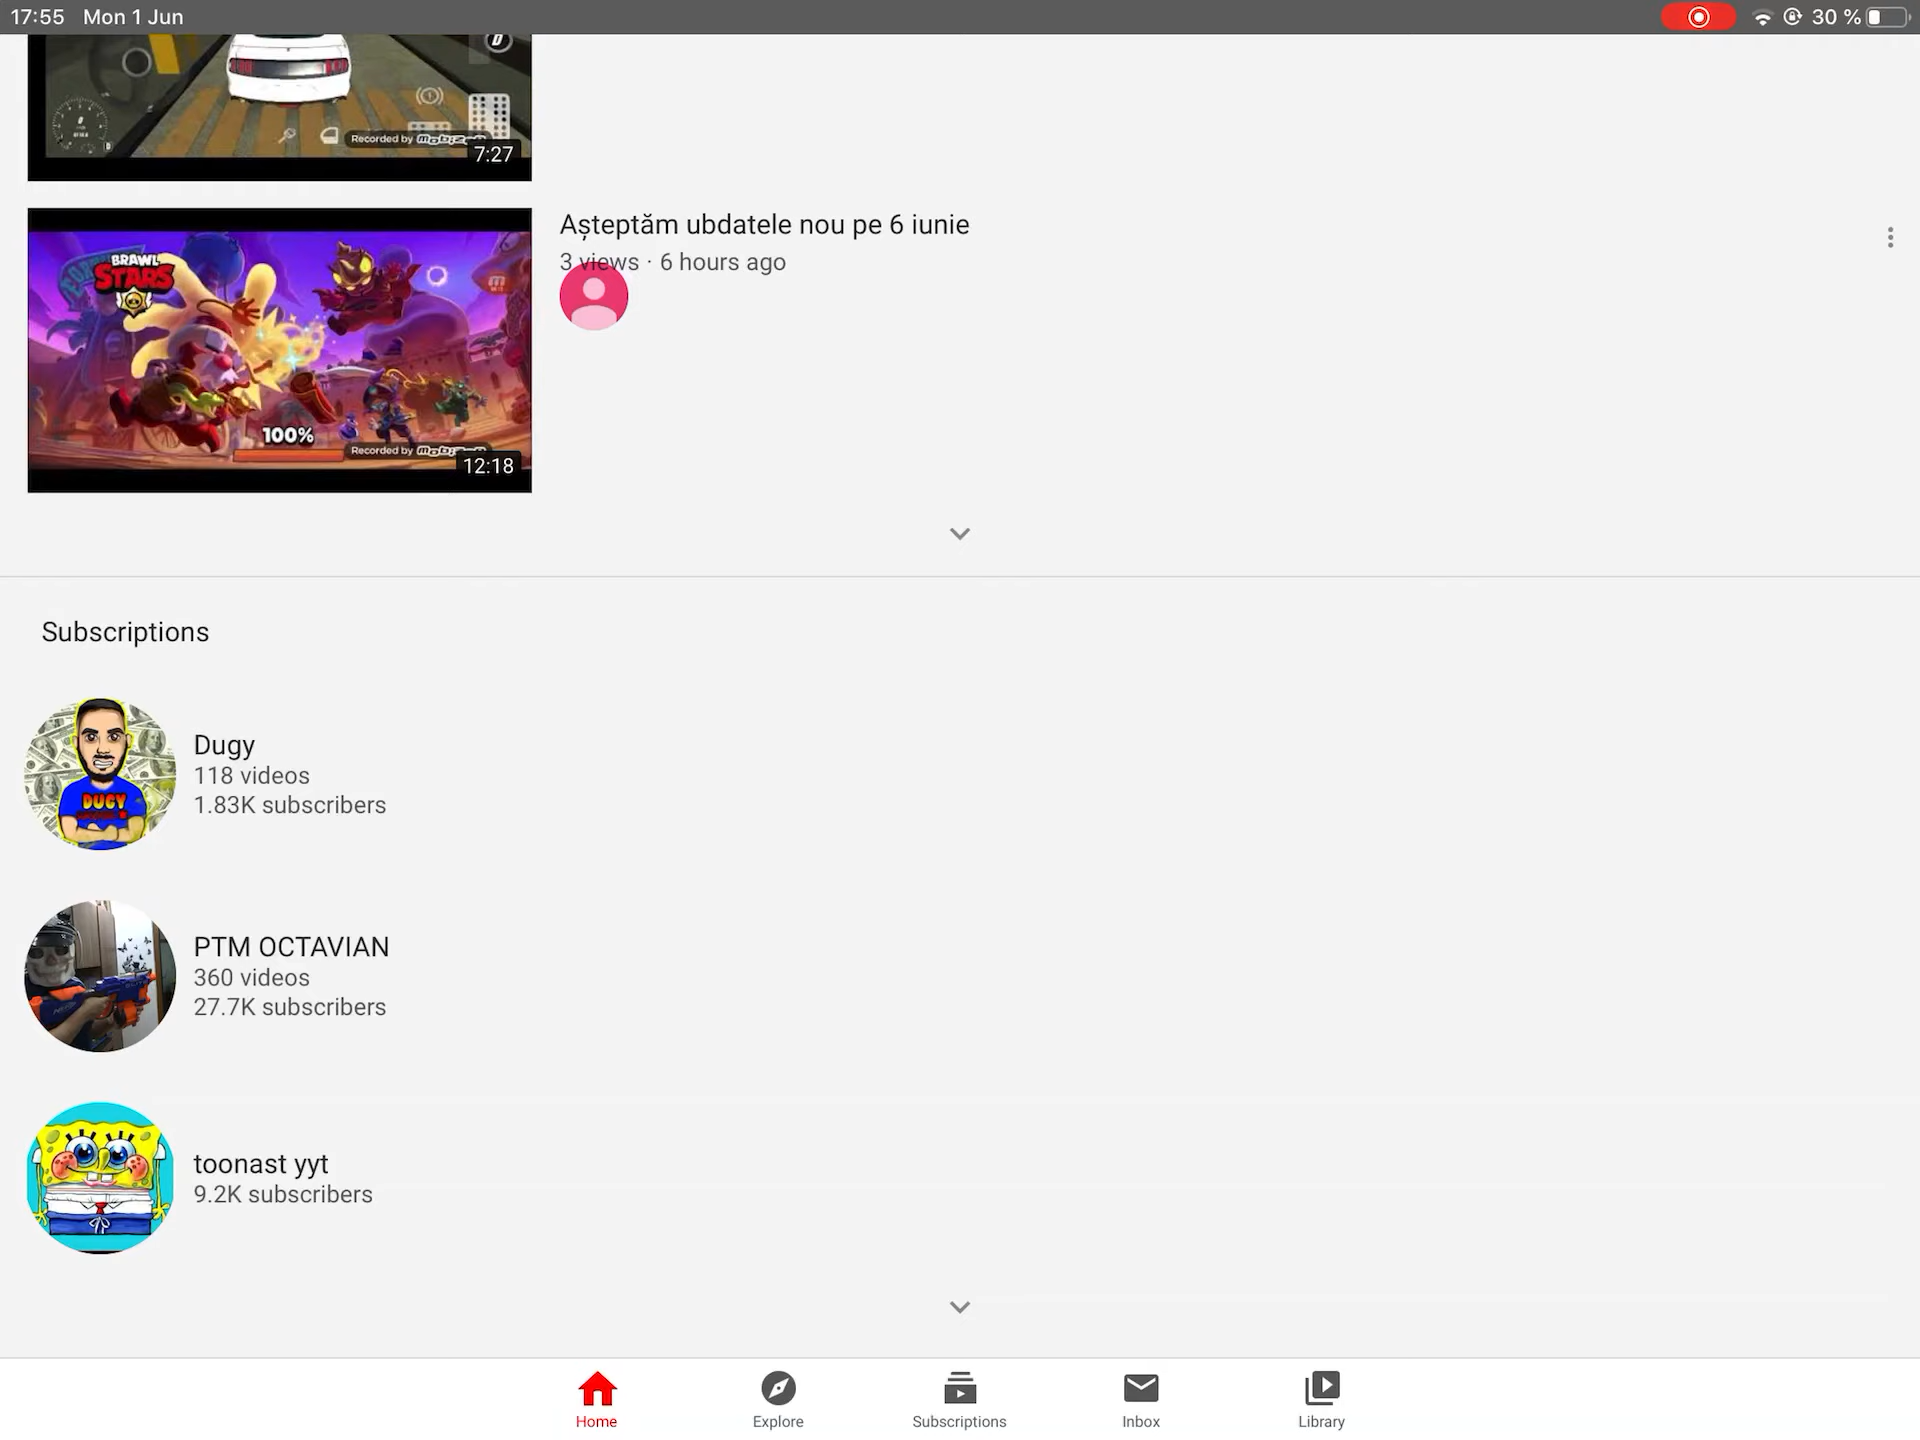 17:55 Mon 1 Jun
30 %
Recorded by
7:27
Așteptăm ubdatele nou pe 6 iunie
3 views · 6 hours ago
BRAWL
STARS
100%
Recorded by
12:18
Subscriptions
DUGY
Dugy
118 videos
1.83K subscribers
PTM OCTAVIAN
360 videos
27.7K subscribers
toonast yyt
9.2K subscribers
Home
Explore
Subscriptions
Inbox
Library